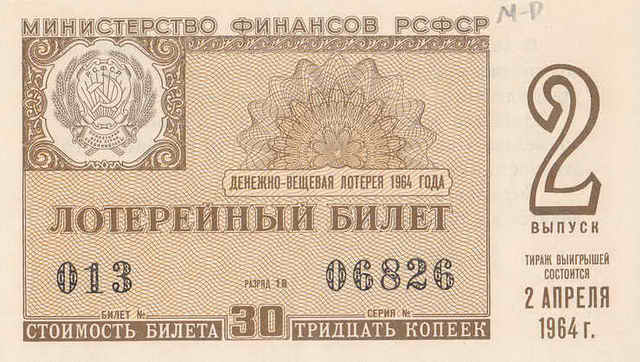 МИНИСТЕРСТВО ФИНАНСОВ РСФСР
М-Р
РСФСР
ДЕНЕЖНО-ВЕЩЕВАЯ ЛОТЕРЕЯ 1964 ГОДА
ЛОТЕРЕЙНЫЙ БИЛЕТ
013
РАЗРЯД
06826
БИЛЕТ №
СЕРИЯ №
СТОИМОСТЬ БИЛЕТА 30 ТРИДЦАТЬ КОПЕЕК
2
ВЫПУСК
ТИРАЖ ВЫИГРЫШЕЙ
СОСТОИТСЯ
2 АПРЕЛЯ
1964 г.